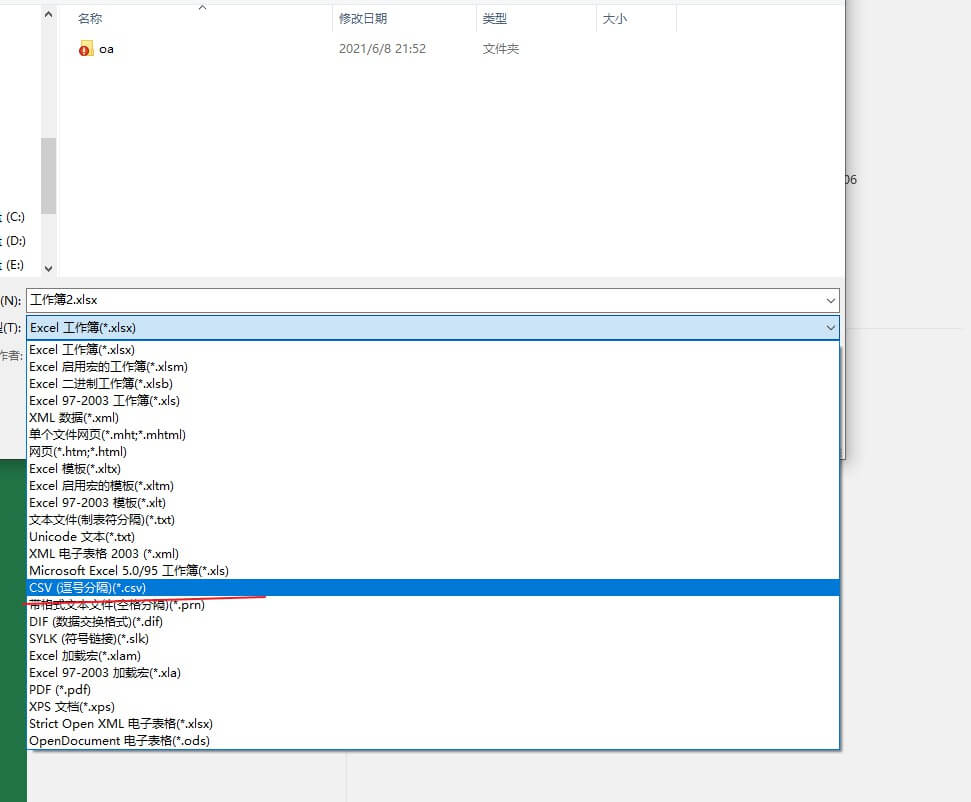 名称 修改日期 类型 大小
oa 2021/6/8 21:52 文件夹
06
(C:)
(D:)
(E:)
(N): 工作簿2.xlsx
型(T): Excel 工作簿(*.xlsx)
作者:
Excel 工作簿(*.xlsx)
Excel 启用宏的工作簿(*.xlsm)
Excel 二进制工作簿(*.xlsb)
Excel 97-2003 工作簿(*.xls)
XML 数据(*.xml)
单个文件网页(*.mht;*.mhtml)
网页(*.htm;*.html)
Excel 模板(*.xltx)
Excel 启用宏的模板(*.xltm)
Excel 97-2003 模板(*.xlt)
文本文件(制表符分隔)(*.txt)
Unicode 文本(*.txt)
XML 电子表格 2003 (*.xml)
Microsoft Excel 5.0/95 工作簿(*.xls)
CSV (逗号分隔)(*.csv)
带格式文本文件(空格分隔)(*.prn)
DIF (数据交换格式)(*.dif)
SYLK (符号链接)(*.slk)
Excel 加载宏(*.xlam)
Excel 97-2003 加载宏(*.xla)
PDF (*.pdf)
XPS 文档(*.xps)
Strict Open XML 电子表格(*.xlsx)
OpenDocument 电子表格(*.ods)